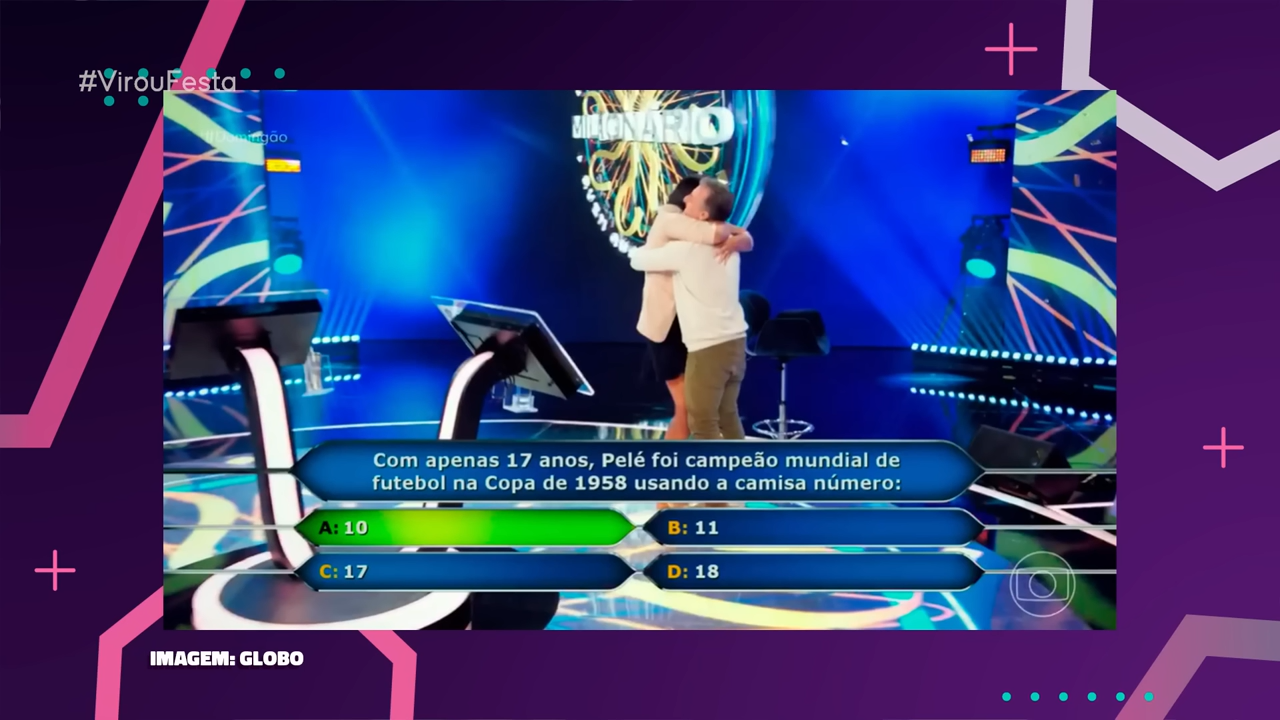 #VirouFesta
#Domingão
MILIONÁRIO
Com apenas 17 anos, Pelé foi campeão mundial de
futebol na Copa de 1958 usando a camisa número:
A: 10
B: 11
C: 17
D: 18
IMAGEM: GLOBO